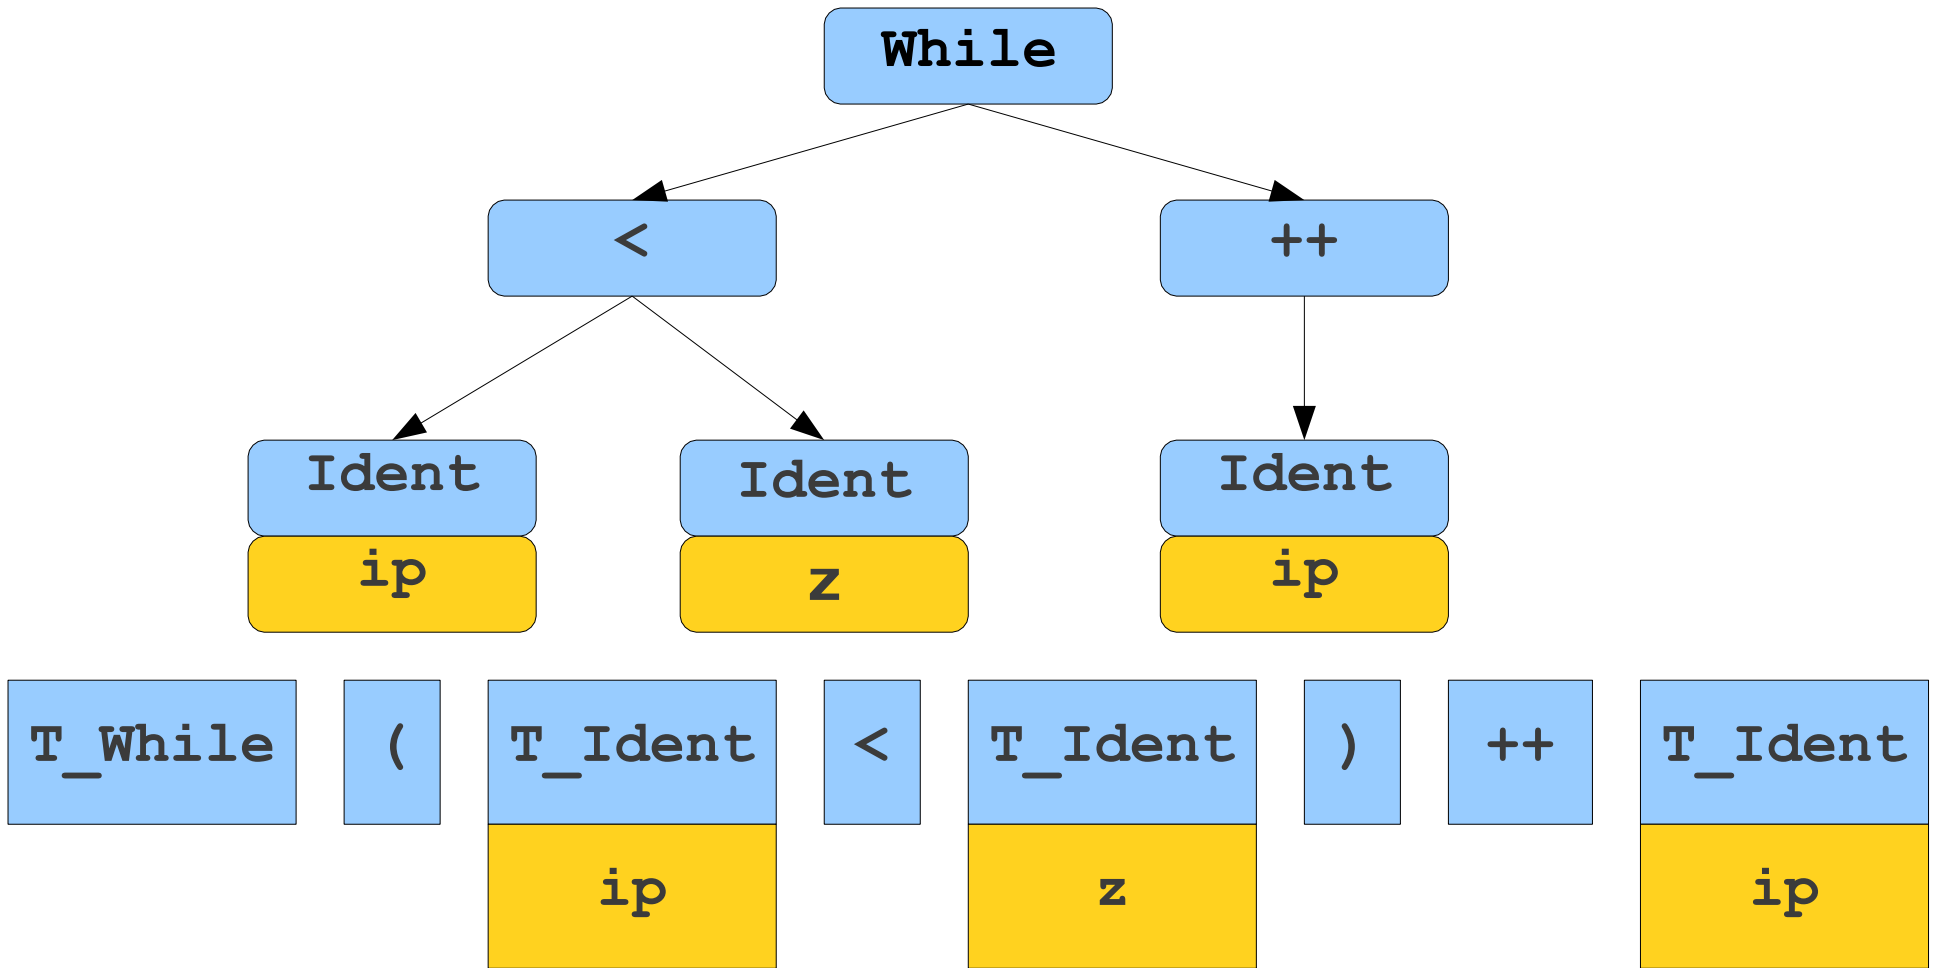 While
< ++
Ident Ident Ident
ip z ip
T_While ( T_Ident < T_Ident ) ++ T_Ident
ip z ip